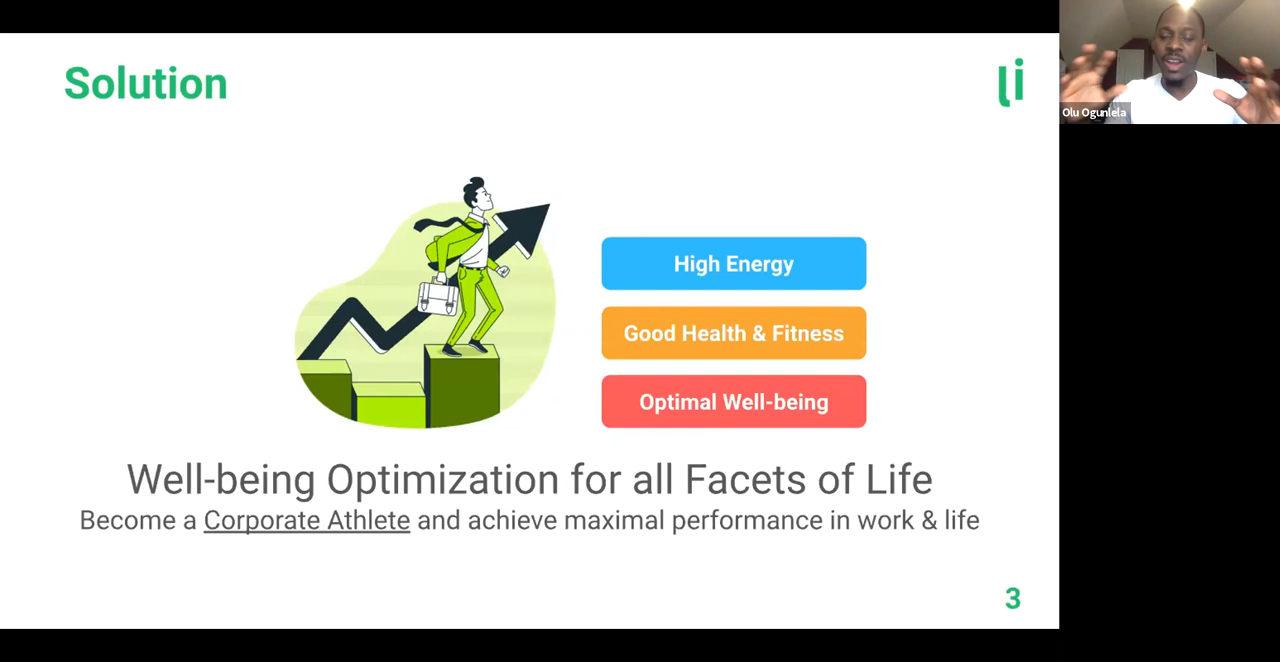 Solution
Olu Ogunlela
High Energy
Good Health & Fitness
Optimal Well-being
Well-being Optimization for all Facets of Life
Become a Corporate Athlete and achieve maximal performance in work & life
3